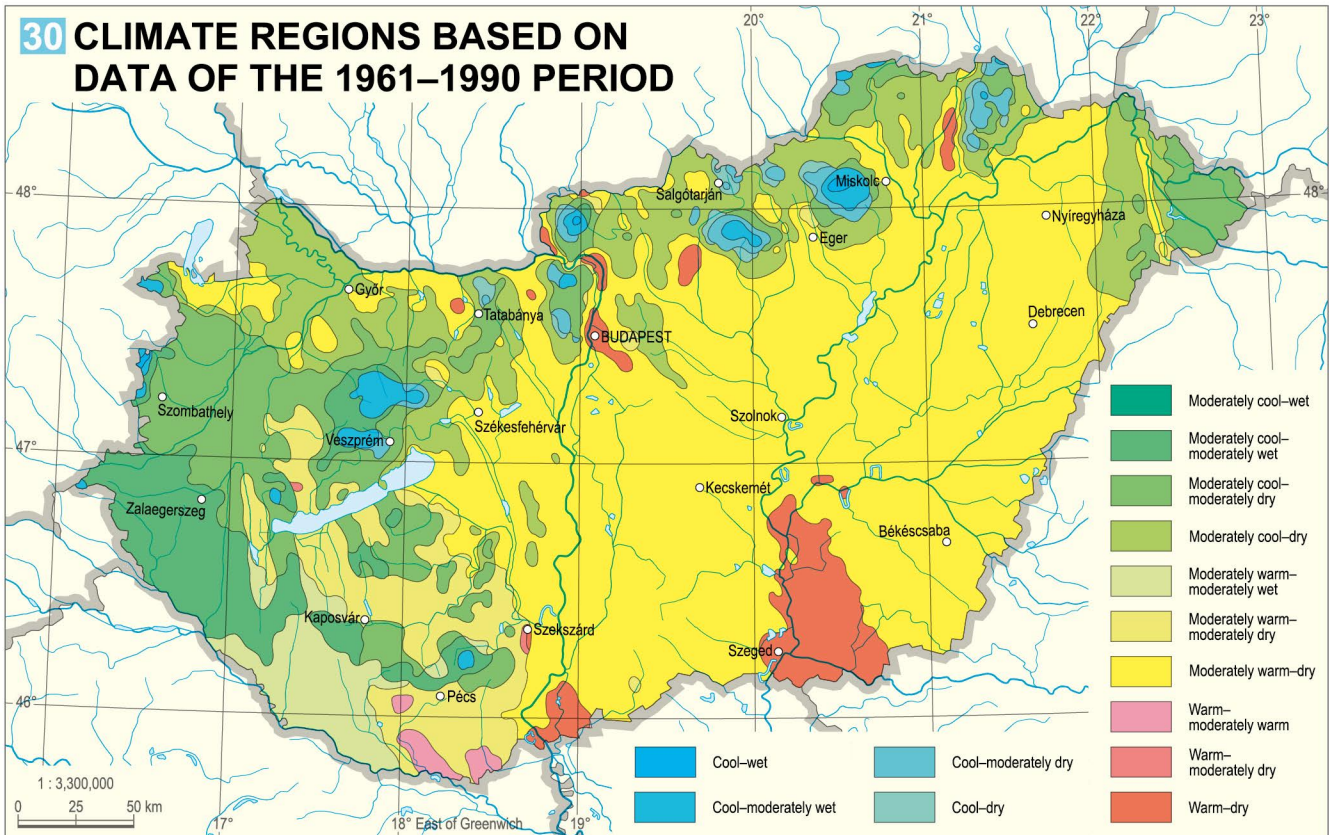 30 CLIMATE REGIONS BASED ON
DATA OF THE 1961–1990 PERIOD
20°
21°
22°
23°
48°
48°
Salgótarján
Miskolc
Nyíregyháza
Eger
Győr
Tatabánya
BUDAPEST
Debrecen
Szombathely
Székesfehérvár
Szolnok
Veszprém
47°
Kecskemét
Zalaegerszeg
Békéscsaba
Kaposvár
Szekszárd
Szeged
Pécs
46°
Moderately cool–wet
Moderately cool–
moderately wet
Moderately cool–
moderately dry
Moderately cool–dry
Moderately warm–
moderately wet
Moderately warm–
moderately dry
Moderately warm–dry
Warm–
moderately warm
Warm–
moderately dry
Warm–dry
Cool–wet
Cool–moderately dry
Cool–moderately wet
Cool–dry
1 : 3,300,000
0 25 50 km
17°
18° East of Greenwich
19°